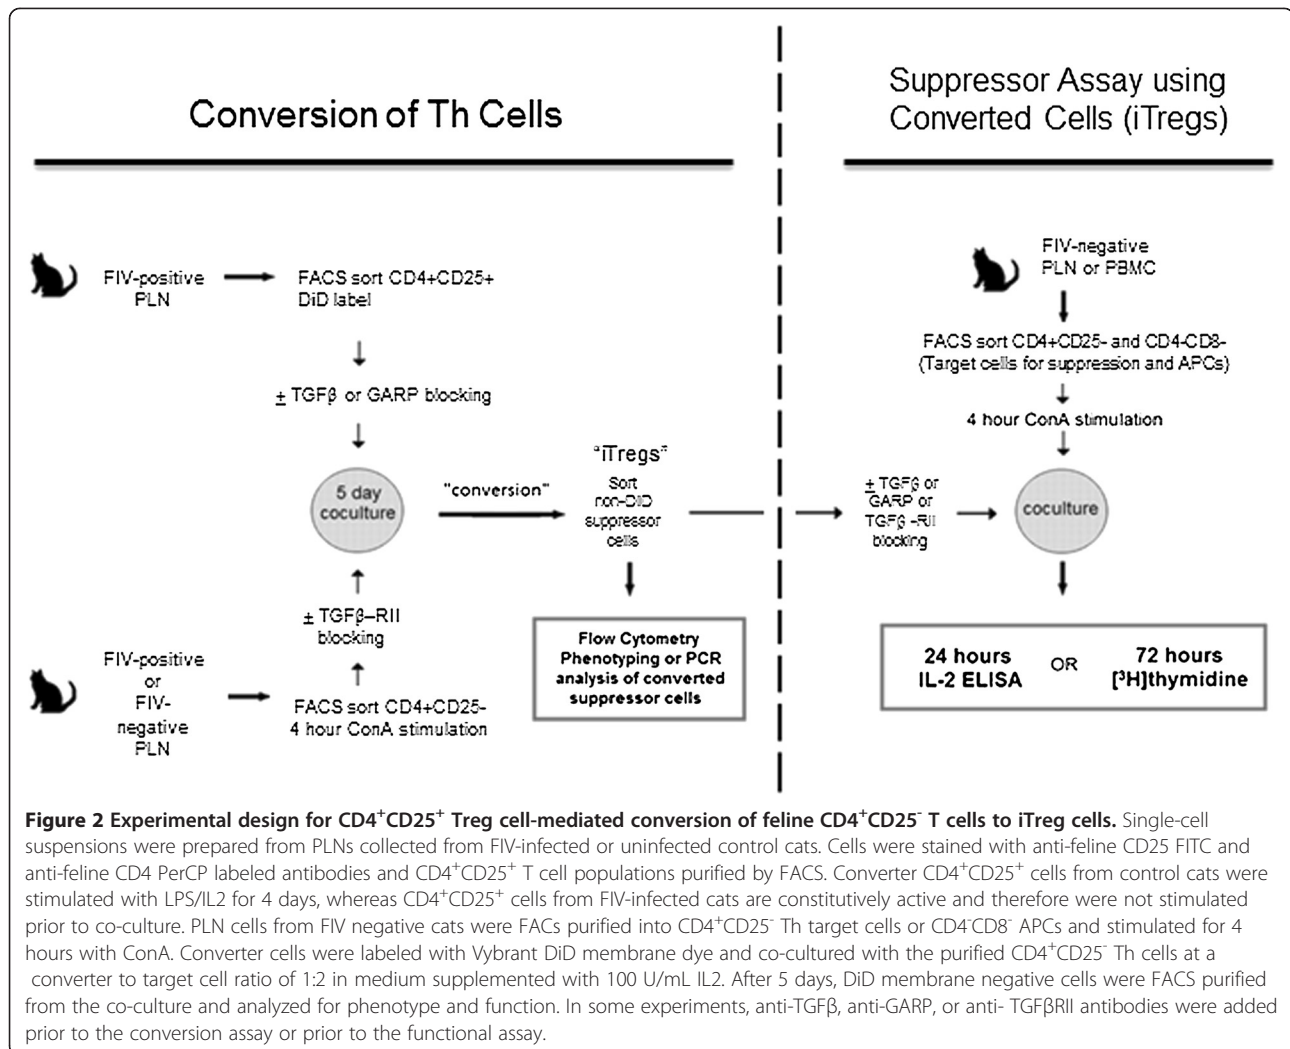 Conversion of Th Cells
Suppressor Assay using
Converted Cells (iTregs)
FIV-positive
PLN
FACS sort CD4+CD25+
DiD label
± TGFβ or GARP blocking
5 day
coculture
± TGFβ–RII
blocking
FIV-positive
or
FIV-
negative
PLN
FACS sort CD4+CD25-
4 hour ConA stimulation
"conversion"
"iTregs"
Sort
non-DiD
suppressor
cells
Flow Cytometry
Phenotyping or PCR
analysis of converted
suppressor cells
FIV-negative
PLN or PBMC
FACS sort CD4+CD25- and CD4-CD8-
(Target cells for suppression and APCs)
4 hour ConA stimulation
± TGFβ or
GARP or
TGFβ -RII
blocking
coculture
24 hours
IL-2 ELISA
OR
72 hours
[³H]thymidine
Figure 2 Experimental design for CD4⁺CD25⁺ Treg cell-mediated conversion of feline CD4⁺CD25⁻ T cells to iTreg cells. Single-cell
suspensions were prepared from PLNs collected from FIV-infected or uninfected control cats. Cells were stained with anti-feline CD25 FITC and
anti-feline CD4 PerCP labeled antibodies and CD4⁺CD25⁺ T cell populations purified by FACS. Converter CD4⁺CD25⁺ cells from control cats were
stimulated with LPS/IL2 for 4 days, whereas CD4⁺CD25⁺ cells from FIV-infected cats are constitutively active and therefore were not stimulated
prior to co-culture. PLN cells from FIV negative cats were FACs purified into CD4⁺CD25⁻ Th target cells or CD4⁻CD8⁻ APCs and stimulated for 4
hours with ConA. Converter cells were labeled with Vybrant DiD membrane dye and co-cultured with the purified CD4⁺CD25⁻ Th cells at a
converter to target cell ratio of 1:2 in medium supplemented with 100 U/mL IL2. After 5 days, DiD membrane negative cells were FACS purified
from the co-culture and analyzed for phenotype and function. In some experiments, anti-TGFβ, anti-GARP, or anti- TGFβRII antibodies were added
prior to the conversion assay or prior to the functional assay.